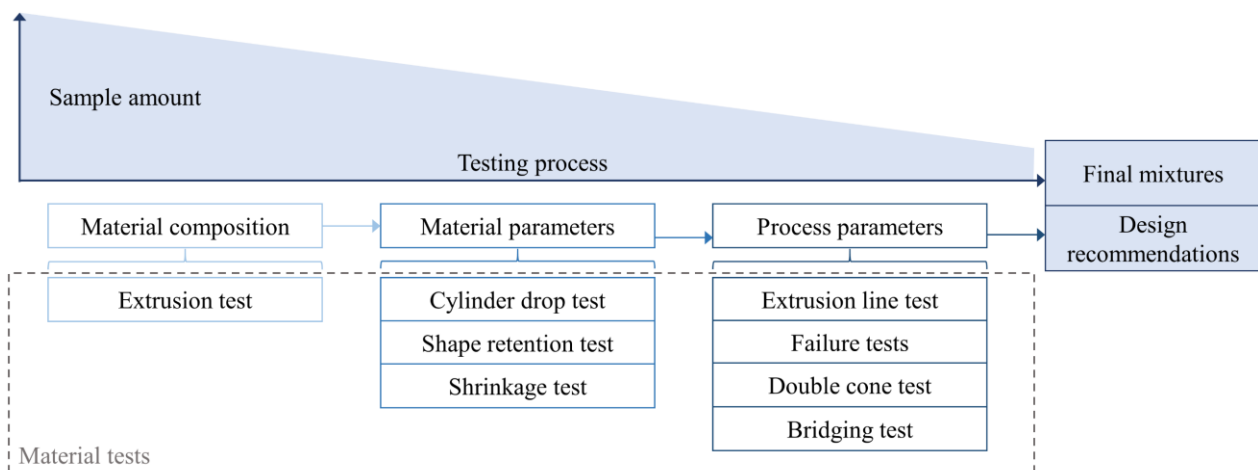 Sample amount
Testing process
Final mixtures
Design
recommendations
Material composition
Material parameters
Process parameters
Extrusion test
Cylinder drop test
Shape retention test
Shrinkage test
Extrusion line test
Failure tests
Double cone test
Bridging test
Material tests